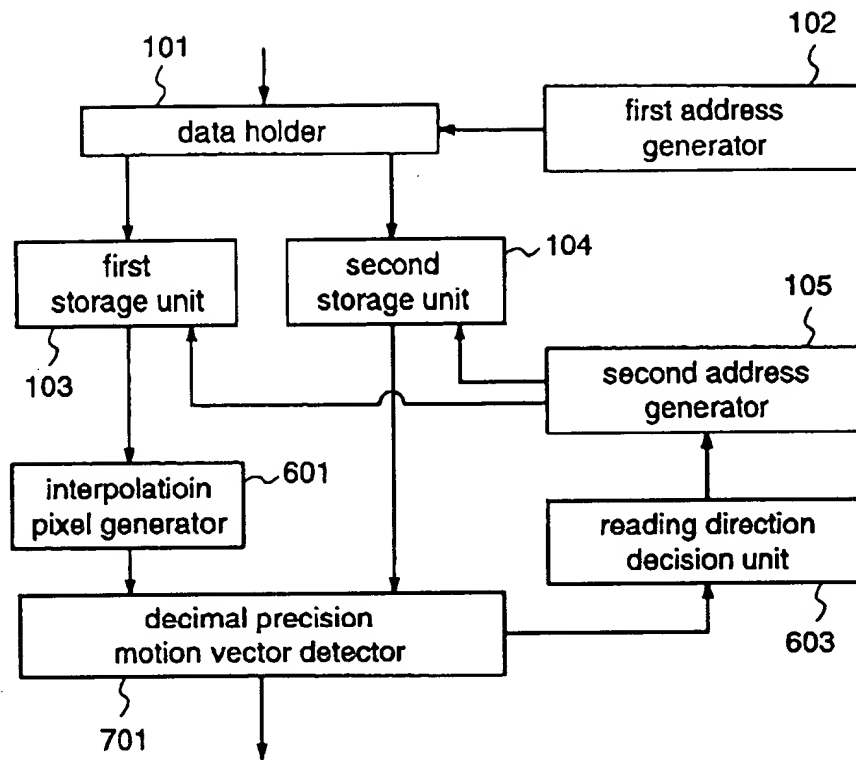 101
102
data holder
first address
generator
first
storage unit
second
storage unit
104
103
105
second address
generator
interpolatioin
pixel generator
601
reading direction
decision unit
decimal precision
motion vector detector
603
701